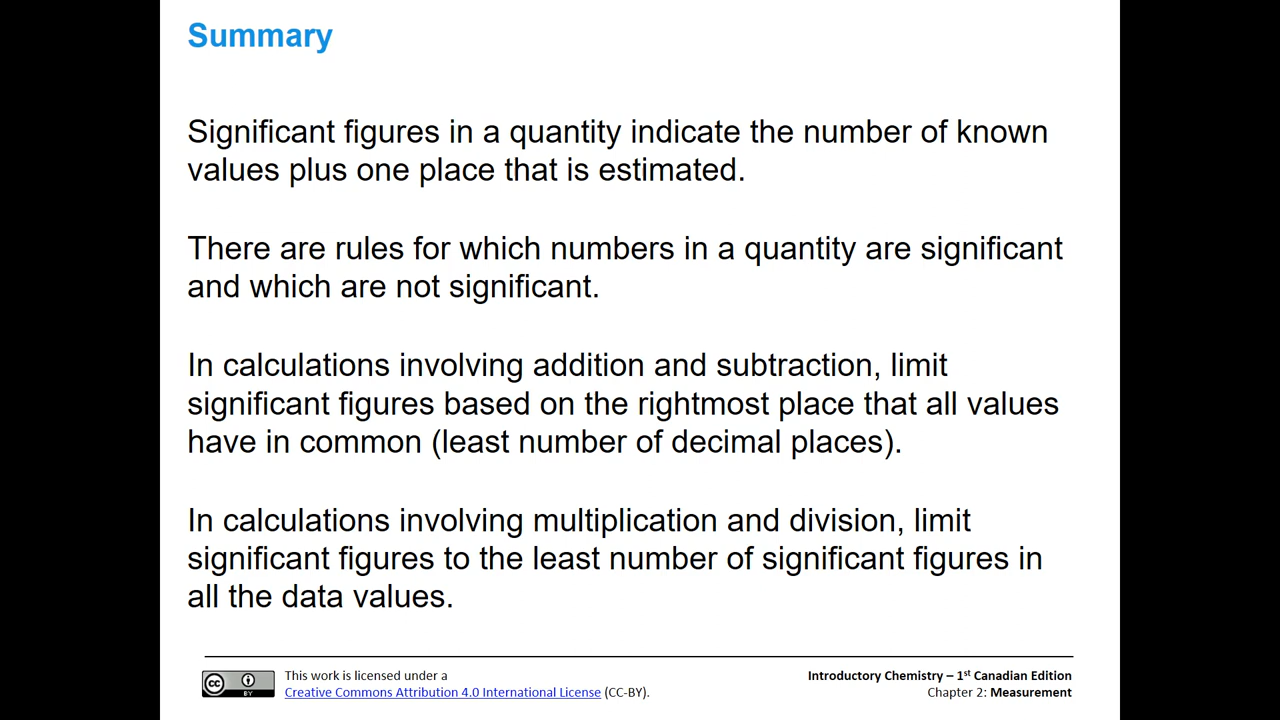 Summary
Significant figures in a quantity indicate the number of known
values plus one place that is estimated.
There are rules for which numbers in a quantity are significant
and which are not significant.
In calculations involving addition and subtraction, limit
significant figures based on the rightmost place that all values
have in common (least number of decimal places).
In calculations involving multiplication and division, limit
significant figures to the least number of significant figures in
all the data values.
cc BY
This work is licensed under a
Creative Commons Attribution 4.0 International License (CC-BY).
Introductory Chemistry – 1st Canadian Edition
Chapter 2: Measurement